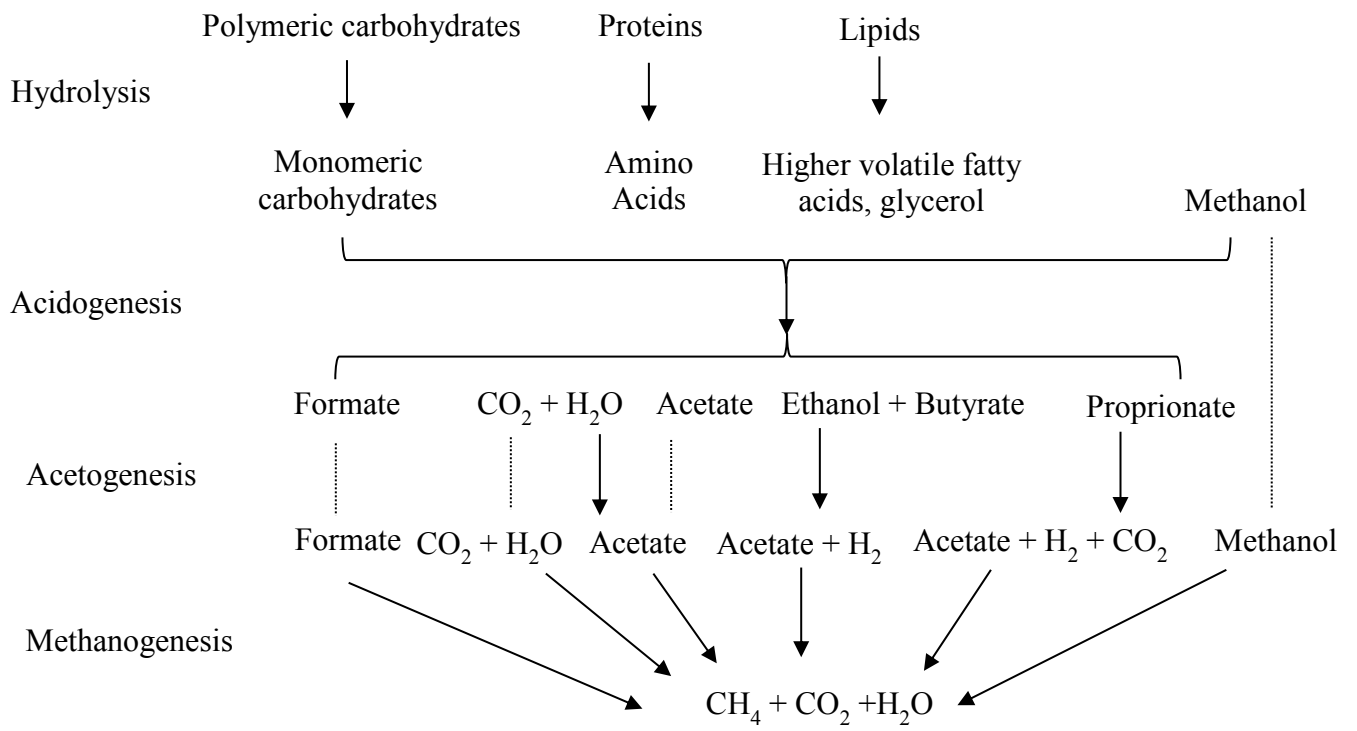 Polymeric carbohydrates
Proteins
Lipids
Hydrolysis
Monomeric
carbohydrates
Amino
Acids
Higher volatile fatty
acids, glycerol
Methanol
Acidogenesis
Formate
CO₂ + H₂O
Acetate
Ethanol + Butyrate
Proprionate
Acetogenesis
Formate
CO₂ + H₂O
Acetate
Acetate + H₂
Acetate + H₂ + CO₂
Methanol
Methanogenesis
CH₄ + CO₂ +H₂O